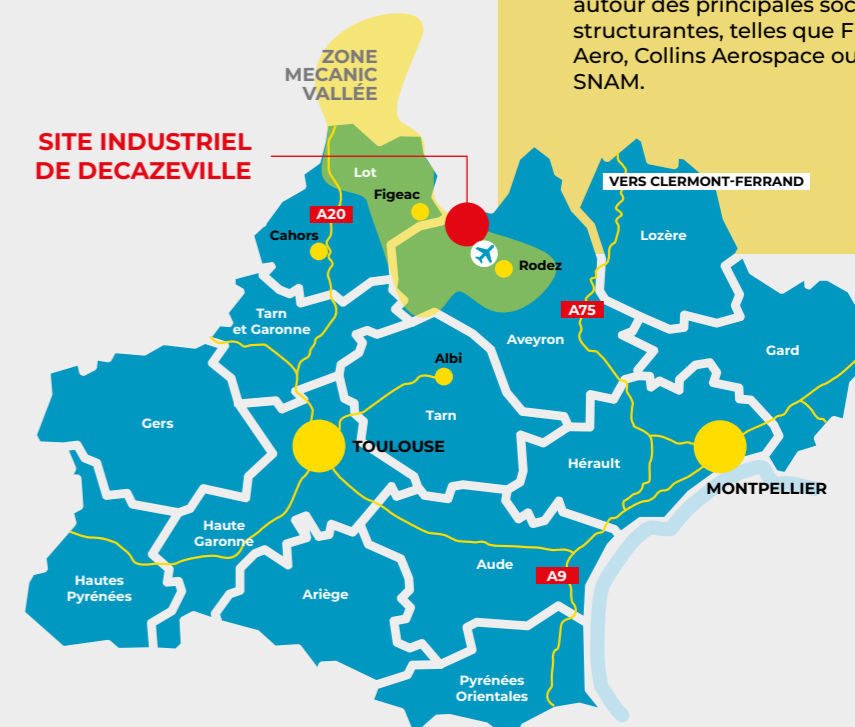 autour des principales
structurantes, telles que
Aero, Collins Aerospace ou
SNAM.
ZONE
MECANIC
VALLÉE
SITE INDUSTRIEL
DE DECAZEVILLE
Lot
Figeac
VERS CLERMONT-FERRAND
A20
Cahors
Lozère
Rodez
A75
Tarn
et Garonne
Aveyron
Gard
Albi
Gers
Tarn
TOULOUSE
Hérault
MONTPELLIER
Haute
Garonne
Aude
A9
Hautes
Pyrénées
Ariège
Pyrénées
Orientales